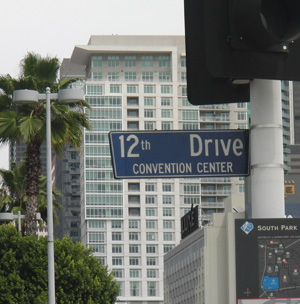 12th Drive
CONVENTION CENTER
SOUTH PARK